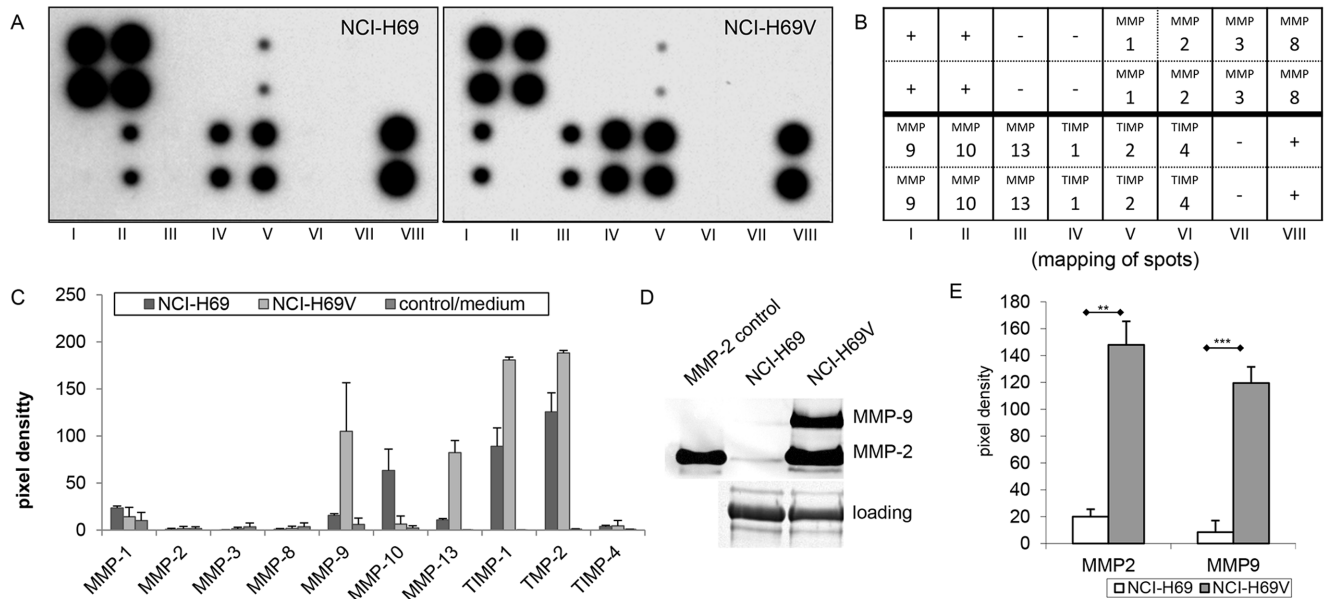 A
NCI-H69
NCI-H69V
I II III IV V VI VII VIII
I II III IV V VI VII VIII
B
+ + - - MMP 1 MMP 2 MMP 3 MMP 8
+ + - - MMP 1 MMP 2 MMP 3 MMP 8
MMP 9 MMP 10 MMP 13 TIMP 1 TIMP 2 TIMP 4 - +
MMP 9 MMP 10 MMP 13 TIMP 1 TIMP 2 TIMP 4 - +
I II III IV V VI VII VIII
(mapping of spots)
C
NCI-H69 NCI-H69V control/medium
pixel densitty
250
200
150
100
50
0
MMP-1 MMP-2 MMP-3 MMP-8 MMP-9 MMP-10 MMP-13 TIMP-1 TMP-2 TIMP-4
D
MMP-2 control
NCI-H69
NCI-H69V
MMP-9
MMP-2
loading
E
pixel density
180
160
140
120
100
80
60
40
20
0
**
***
MMP2 MMP9
NCI-H69 NCI-H69V